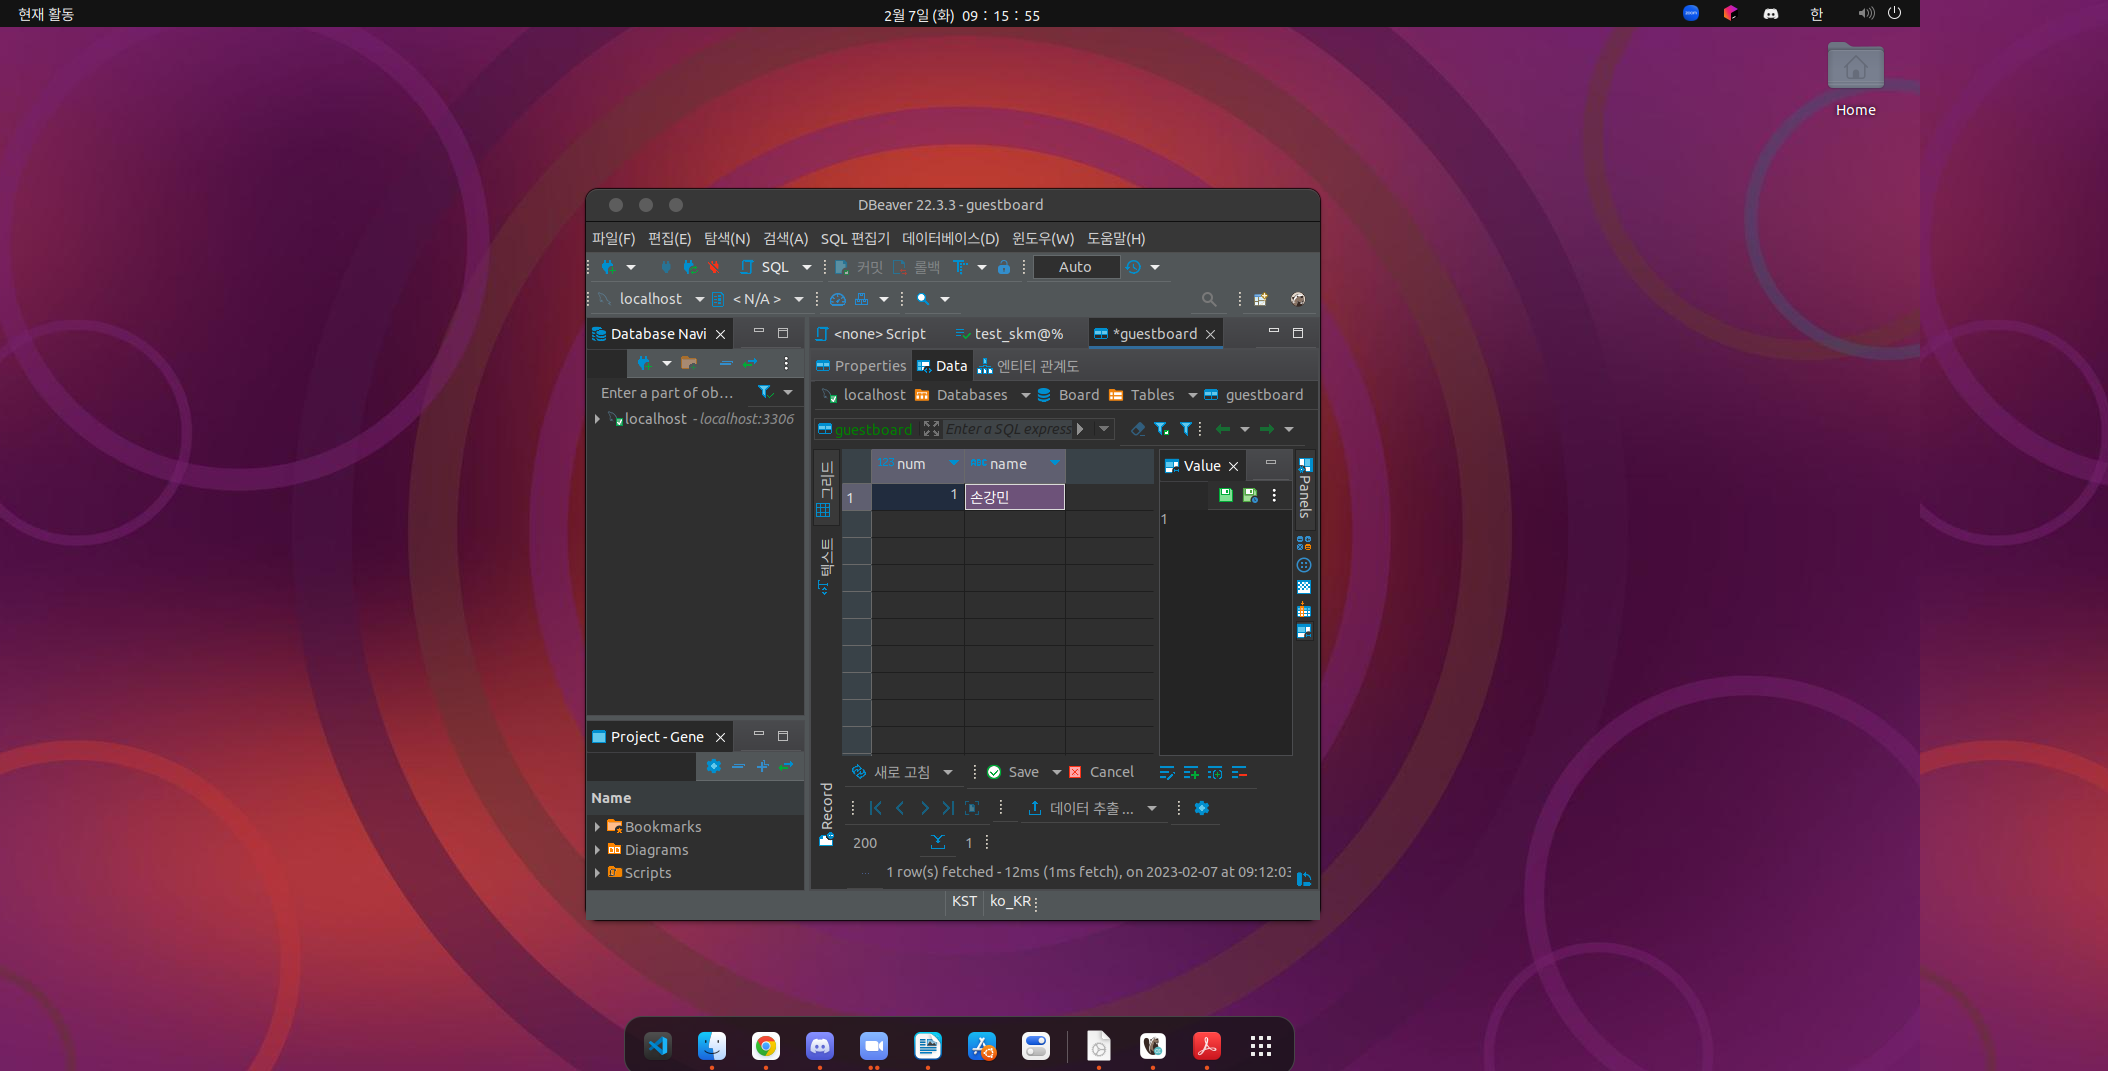 현재 활동
2월 7일 (화) 09 : 15 : 55
한
Home
DBeaver 22.3.3 - guestboard
파일(F) 편집(E) 탐색(N) 검색(A) SQL 편집기 데이터베이스(D) 윈도우(W) 도움말(H)
SQL 커밋 롤백 Auto
localhost < N/A >
Database Navi
<none> Script test_skm@% *guestboard
Properties Data 엔티티 관계도
Enter a part of ob...
localhost Databases Board Tables guestboard
localhost - localhost:3306
guestboard Enter a SQL express
그리드
텍스트
Record
123 num ABC name
1 1 손강민
Value
1
Panels
Project - Gene
Name
Bookmarks
Diagrams
Scripts
새로 고침 Save Cancel
데이터 추출 ...
200 1
1 row(s) fetched - 12ms (1ms fetch), on 2023-02-07 at 09:12:03
KST ko_KR